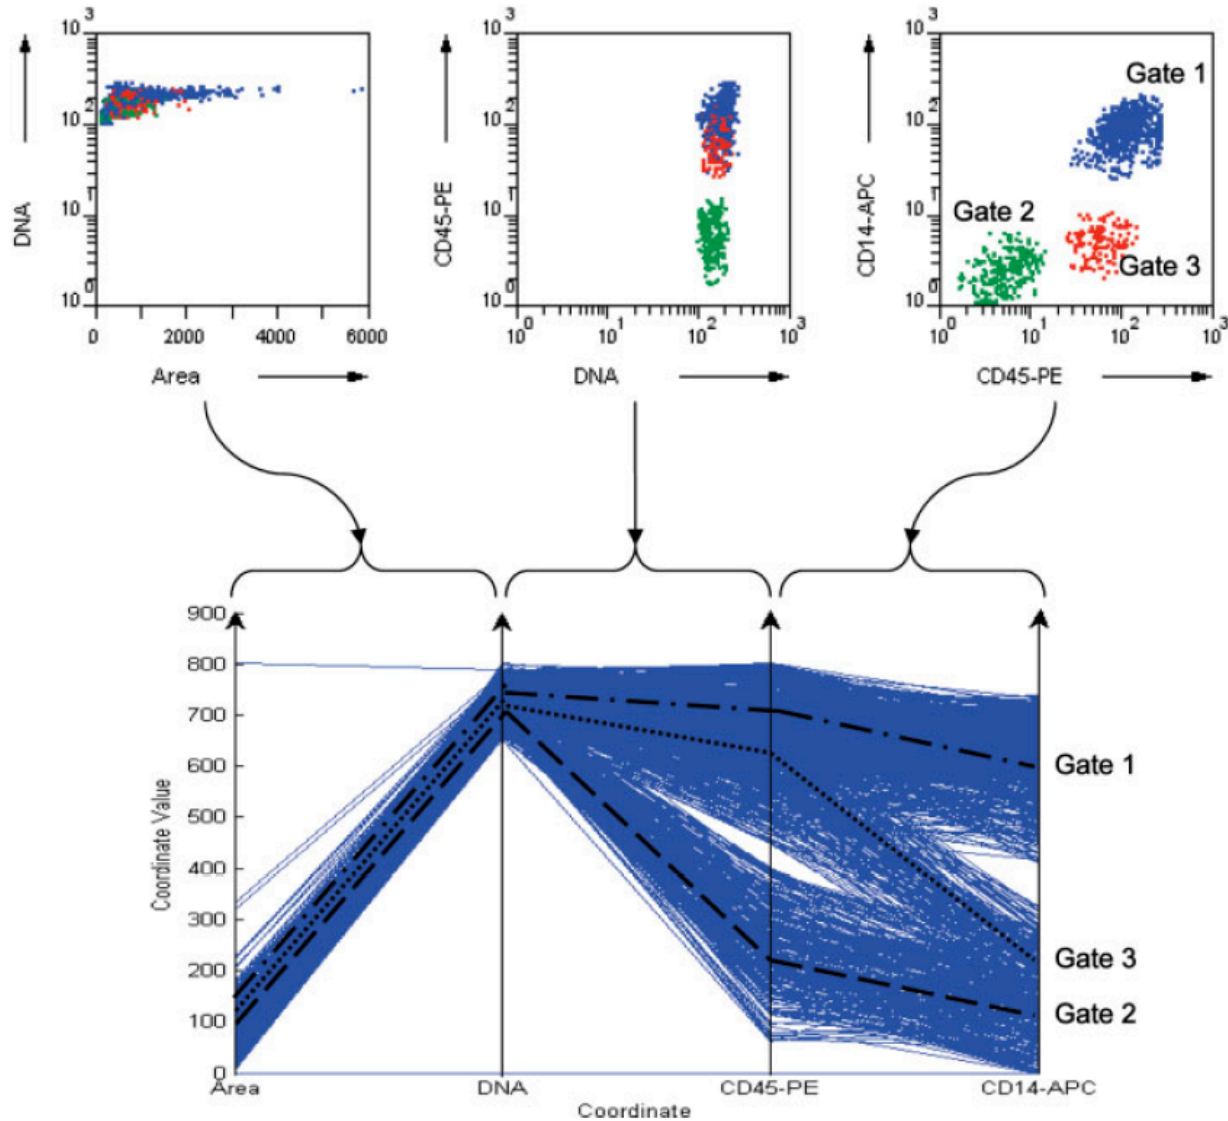 DNA
10 3
10 2
10 1
10 0
0
2000
4000
6000
Area
CD45-PE
10 3
10 2
10 1
10 0
10 0
10 1
10 2
10 3
DNA
CD14-APC
10 3
10 2
10 1
10 0
Gate 1
Gate 2
Gate 3
10 0
10 1
10 2
10 3
CD45-PE
Coordinate Value
900
800
700
600
500
400
300
200
100
0
Gate 1
Gate 3
Gate 2
Area
DNA
CD45-PE
CD14-APC
Coordinate